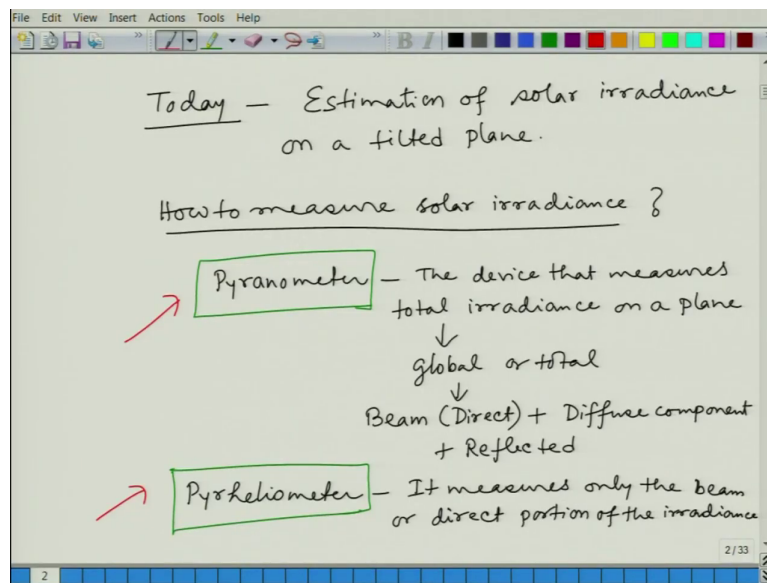 File Edit View Insert Actions Tools Help
B I
Today — Estimation of solar irradiance
on a tilted plane.
How to measure solar irradiance ?
Pyranometer — The device that measures
total irradiance on a plane
↓
global or total
↓
Beam (Direct) + Diffuse component
+ Reflected
Pyrheliometer — It measures only the beam
or direct portion of the irradiance
2/33
2